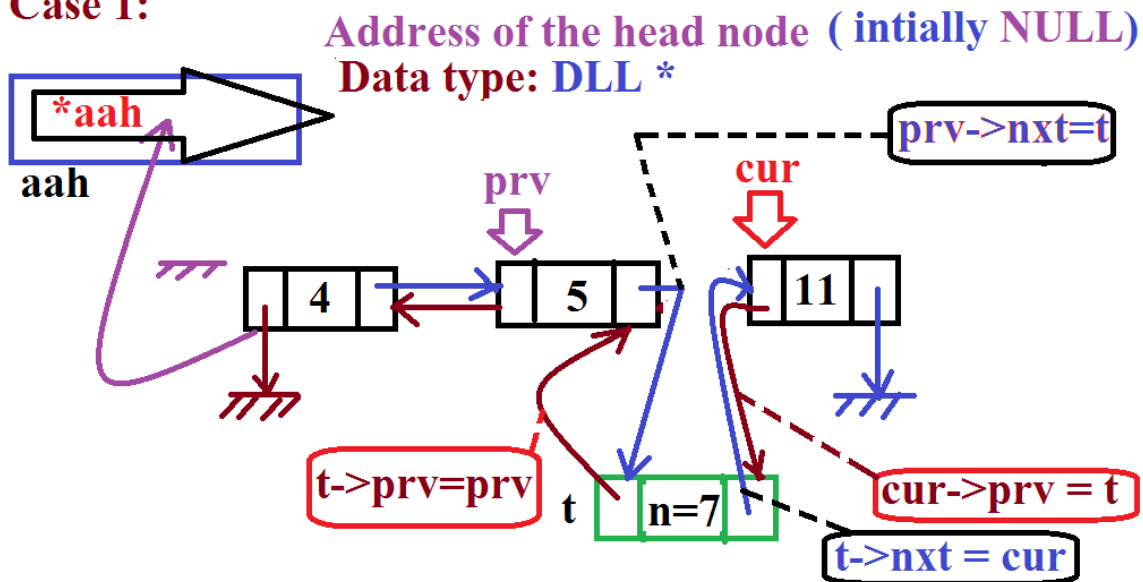 Case 1:
Address of the head node ( intially NULL)
Data type: DLL *
*aah
aah
prv->nxt=t
prv
cur
4
5
11
t->prv=prv
t
n=7
cur->prv = t
t->nxt = cur